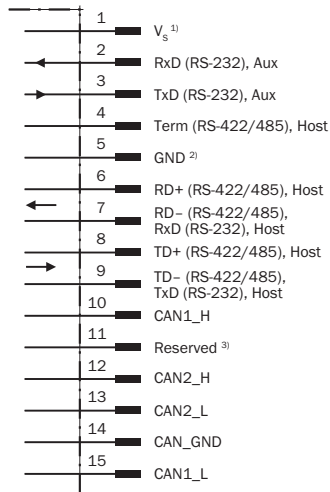 1
Vs 1)
2
RxD (RS-232), Aux
3
TxD (RS-232), Aux
4
Term (RS-422/485), Host
5
GND 2)
6
RD+ (RS-422/485), Host
7
RD– (RS-422/485),
RxD (RS-232), Host
8
TD+ (RS-422/485), Host
9
TD– (RS-422/485),
TxD (RS-232), Host
10
CAN1_H
11
Reserved 3)
12
CAN2_H
13
CAN2_L
14
CAN_GND
15
CAN1_L